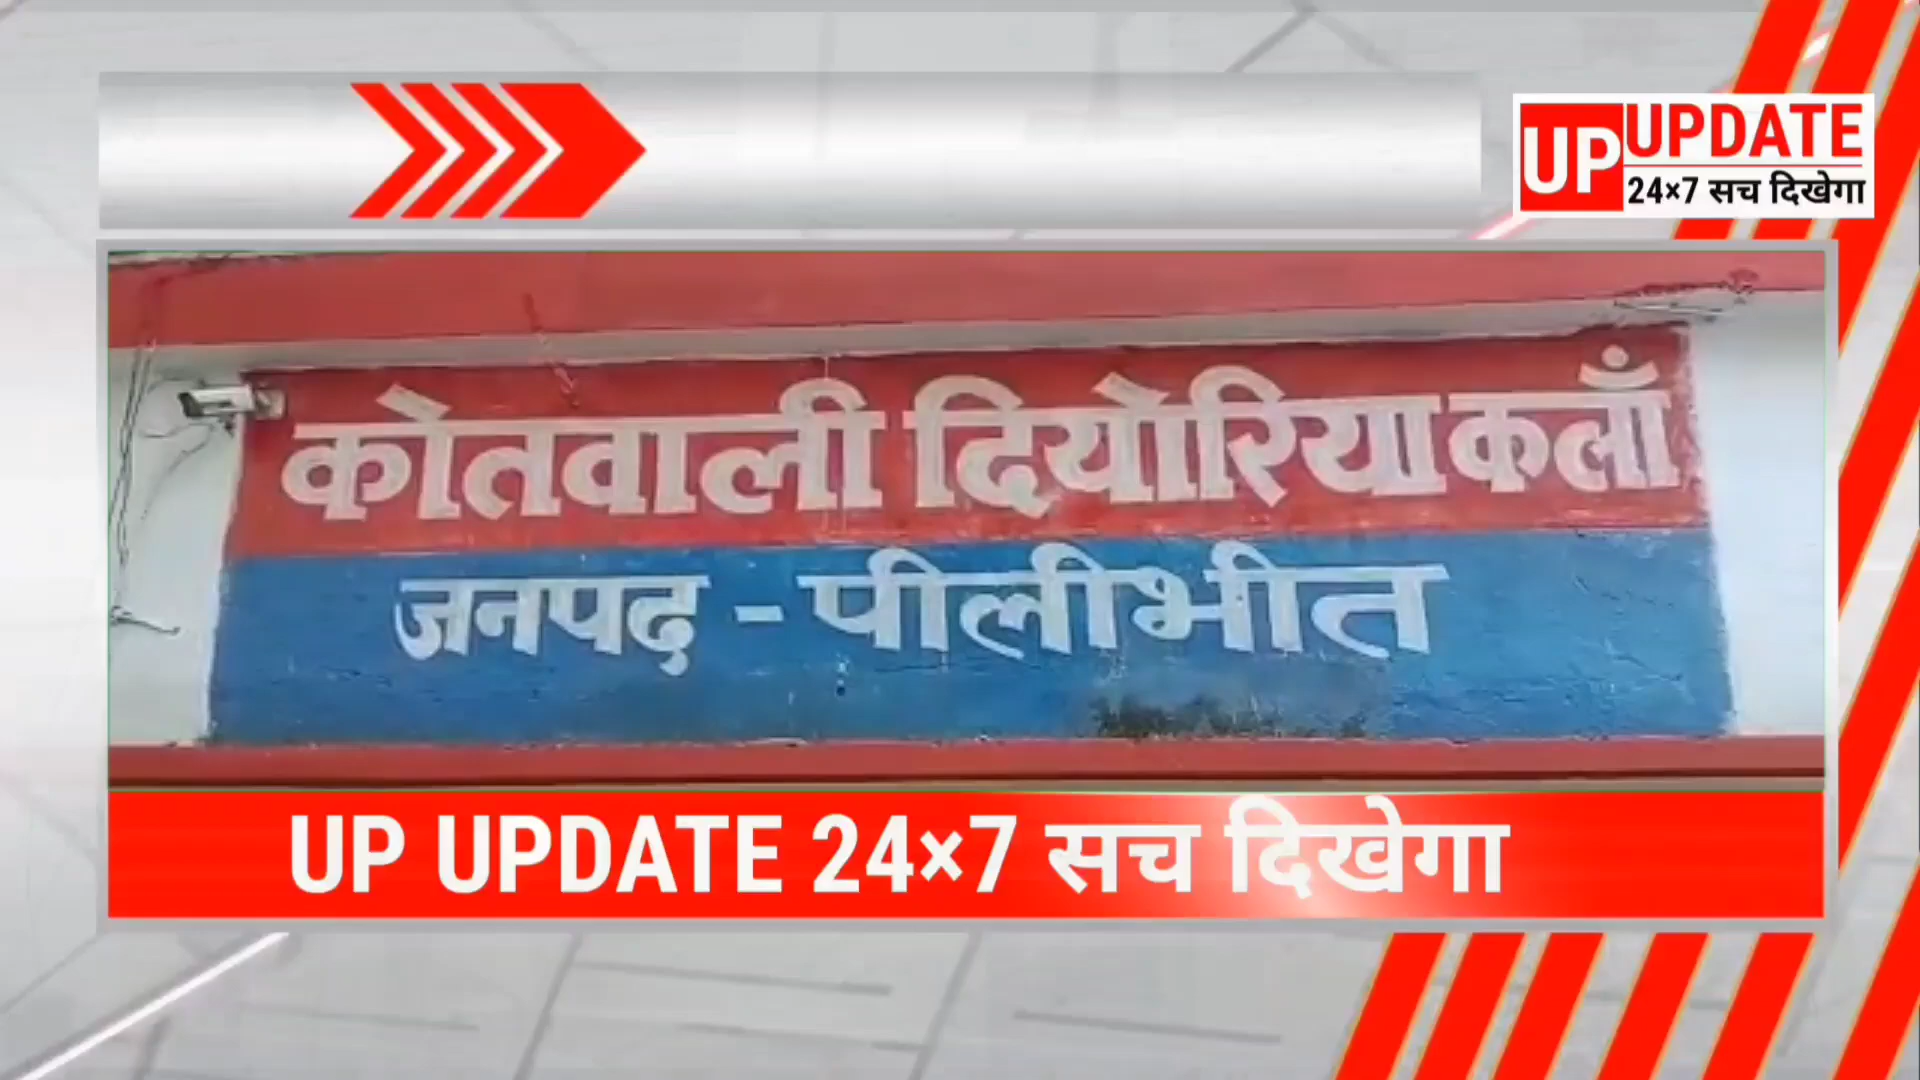 UP UPDATE
24×7 सच दिखेगा
कोतवाली दियोरिया कलाँ
जनपद - पीलीभीत
UP UPDATE 24×7 सच दिखेगा